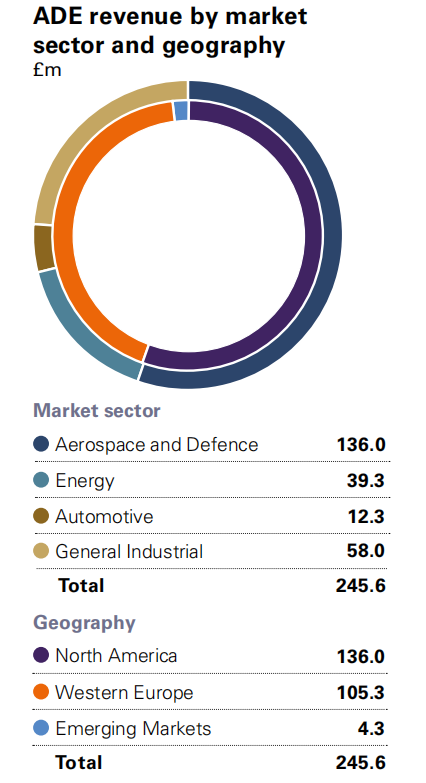 ADE revenue by market
sector and geography
£m
Market sector
Aerospace and Defence 136.0
Energy 39.3
Automotive 12.3
General Industrial 58.0
Total 245.6
Geography
North America 136.0
Western Europe 105.3
Emerging Markets 4.3
Total 245.6